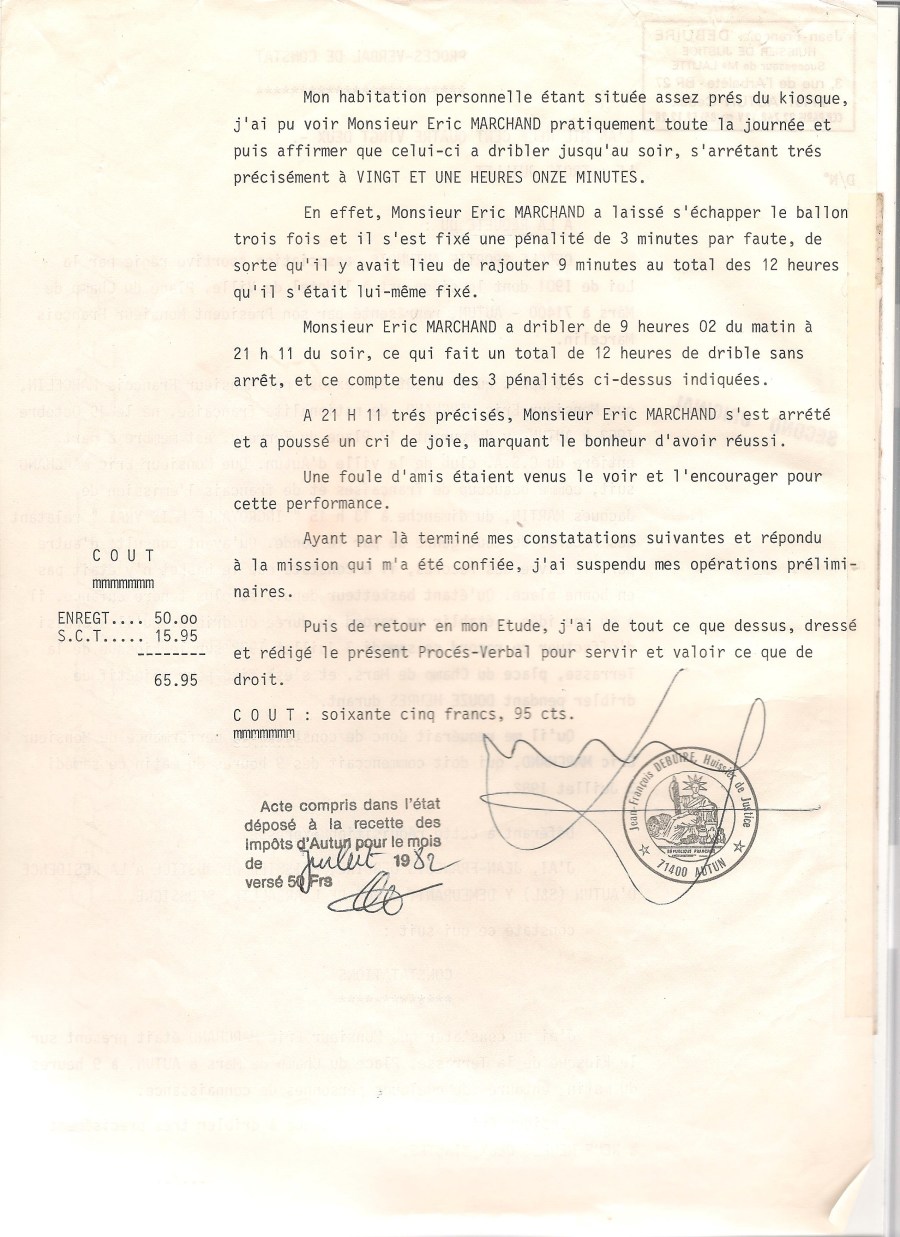 Mon habitation personnelle étant située assez prés du kiosque,
j'ai pu voir Monsieur Eric MARCHAND pratiquement toute la journée et
puis affirmer que celui-ci a dribler jusqu'au soir, s'arrétant trés
précisément à VINGT ET UNE HEURES ONZE MINUTES.
En effet, Monsieur Eric MARCHAND a laissé s'échapper le ballon
trois fois et il s'est fixé une pénalité de 3 minutes par faute, de
sorte qu'il y avait lieu de rajouter 9 minutes au total des 12 heures
qu'il s'était lui-même fixé.
Monsieur Eric MARCHAND a dribler de 9 heures 02 du matin à
21 h 11 du soir, ce qui fait un total de 12 heures de drible sans
arrêt, et ce compte tenu des 3 pénalités ci-dessus indiquées.
A 21 H 11 trés précises, Monsieur Eric MARCHAND s'est arrété
et a poussé un cri de joie, marquant le bonheur d'avoir réussi.
Une foule d'amis étaient venus le voir et l'encourager pour
cette performance.
Ayant par là terminé mes constatations suivantes et répondu
à la mission qui m'a été confiée, j'ai suspendu mes opérations prélimi-
naires.
Puis de retour en mon Etude, j'ai de tout ce que dessus, dressé
et rédigé le présent Procés-Verbal pour servir et valoir ce que de
droit.
C O U T : soixante cinq francs, 95 cts.
mmmmmmm
C O U T
mmmmmmm
ENREGT.... 50.oo
S.C.T..... 15.95
--------
65.95
Acte compris dans l'état
déposé à la recette des
impôts d'Autun pour le mois
de juillet 1982
versé 50 Frs
Jean-François DEBUIRE, Huissier de Justice
RÉPUBLIQUE FRANÇAISE
71400 AUTUN